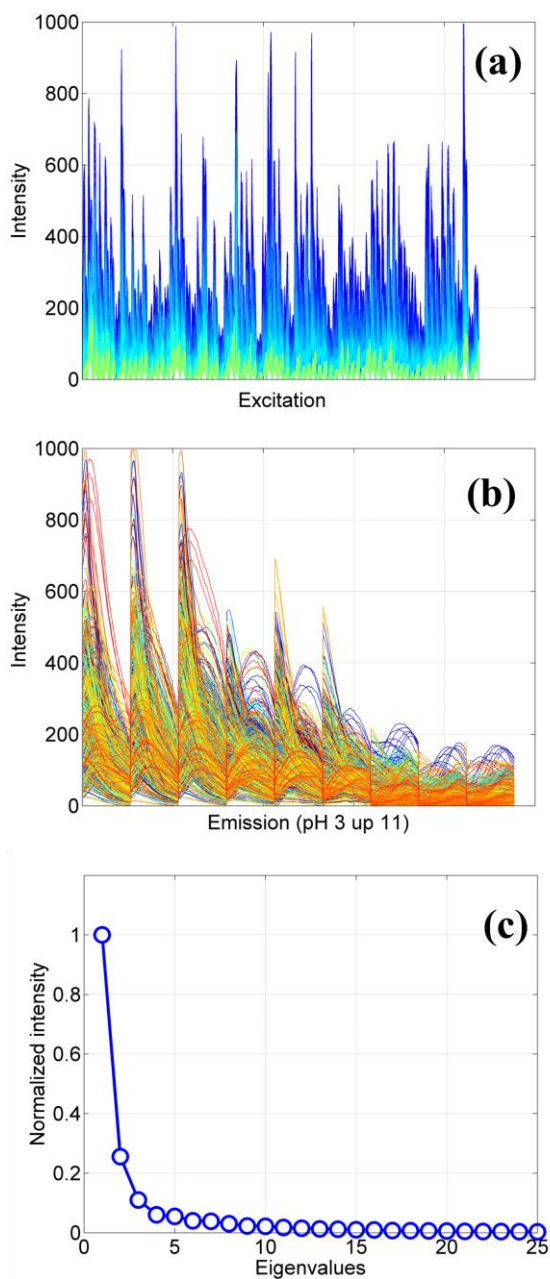 1000
(a)
800
600
400
200
0
Intensity
Excitation
1000
(b)
800
600
400
200
0
Intensity
Emission (pH 3 up 11)
(c)
1
0.8
0.6
0.4
0.2
0
Normalized intensity
0 5 10 15 20 25
Eigenvalues